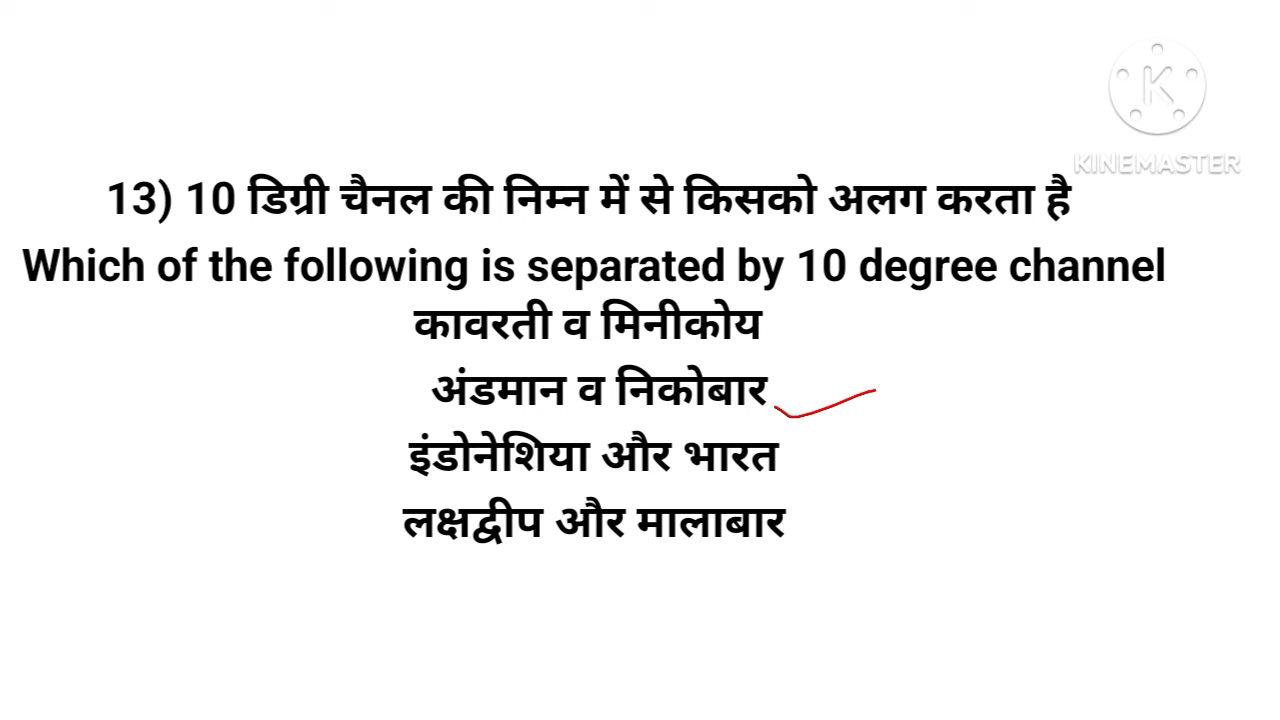 KINEMASTER
13) 10 डिग्री चैनल की निम्न में से किसको अलग करता है
Which of the following is separated by 10 degree channel
कावरती व मिनीकोय
अंडमान व निकोबार
इंडोनेशिया और भारत
लक्षद्वीप और मालाबार